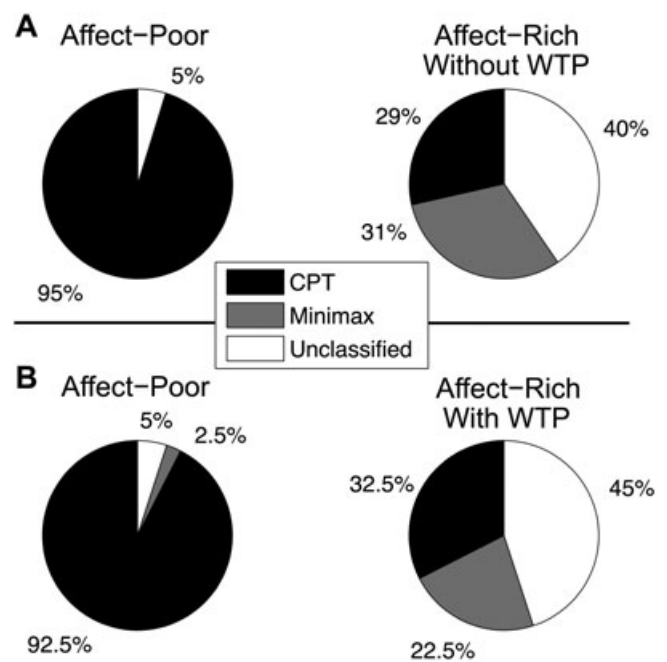 A
Affect−Poor
5%
95%
Affect−Rich
Without WTP
29%
40%
31%
CPT
Minimax
Unclassified
B
Affect−Poor
5%
2.5%
92.5%
Affect−Rich
With WTP
32.5%
45%
22.5%